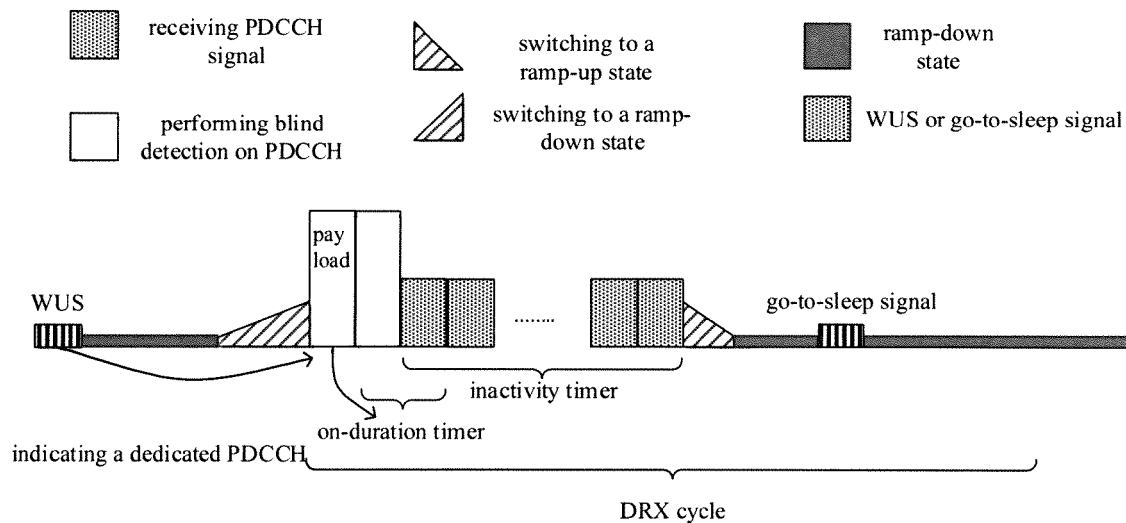 receiving PDCCH
signal
switching to a
ramp-up state
ramp-down
state
performing blind
detection on PDCCH
switching to a ramp-
down state
WUS or go-to-sleep signal
pay
load
WUS
go-to-sleep signal
........
inactivity timer
on-duration timer
indicating a dedicated PDCCH
DRX cycle